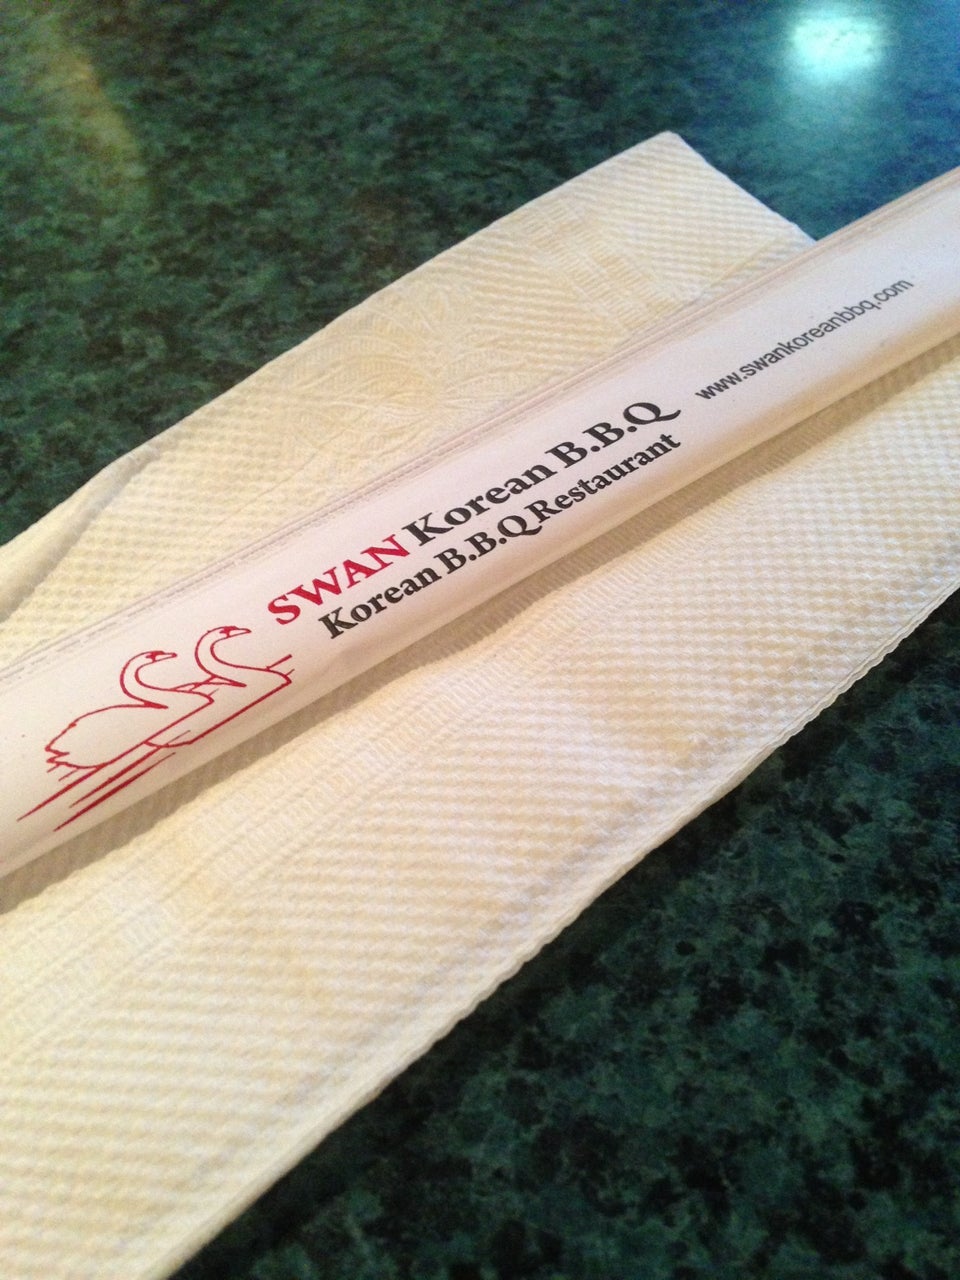 SWAN Korean B.B.Q
Korean B.B.Q Restaurant
www.swankoreanbbq.com